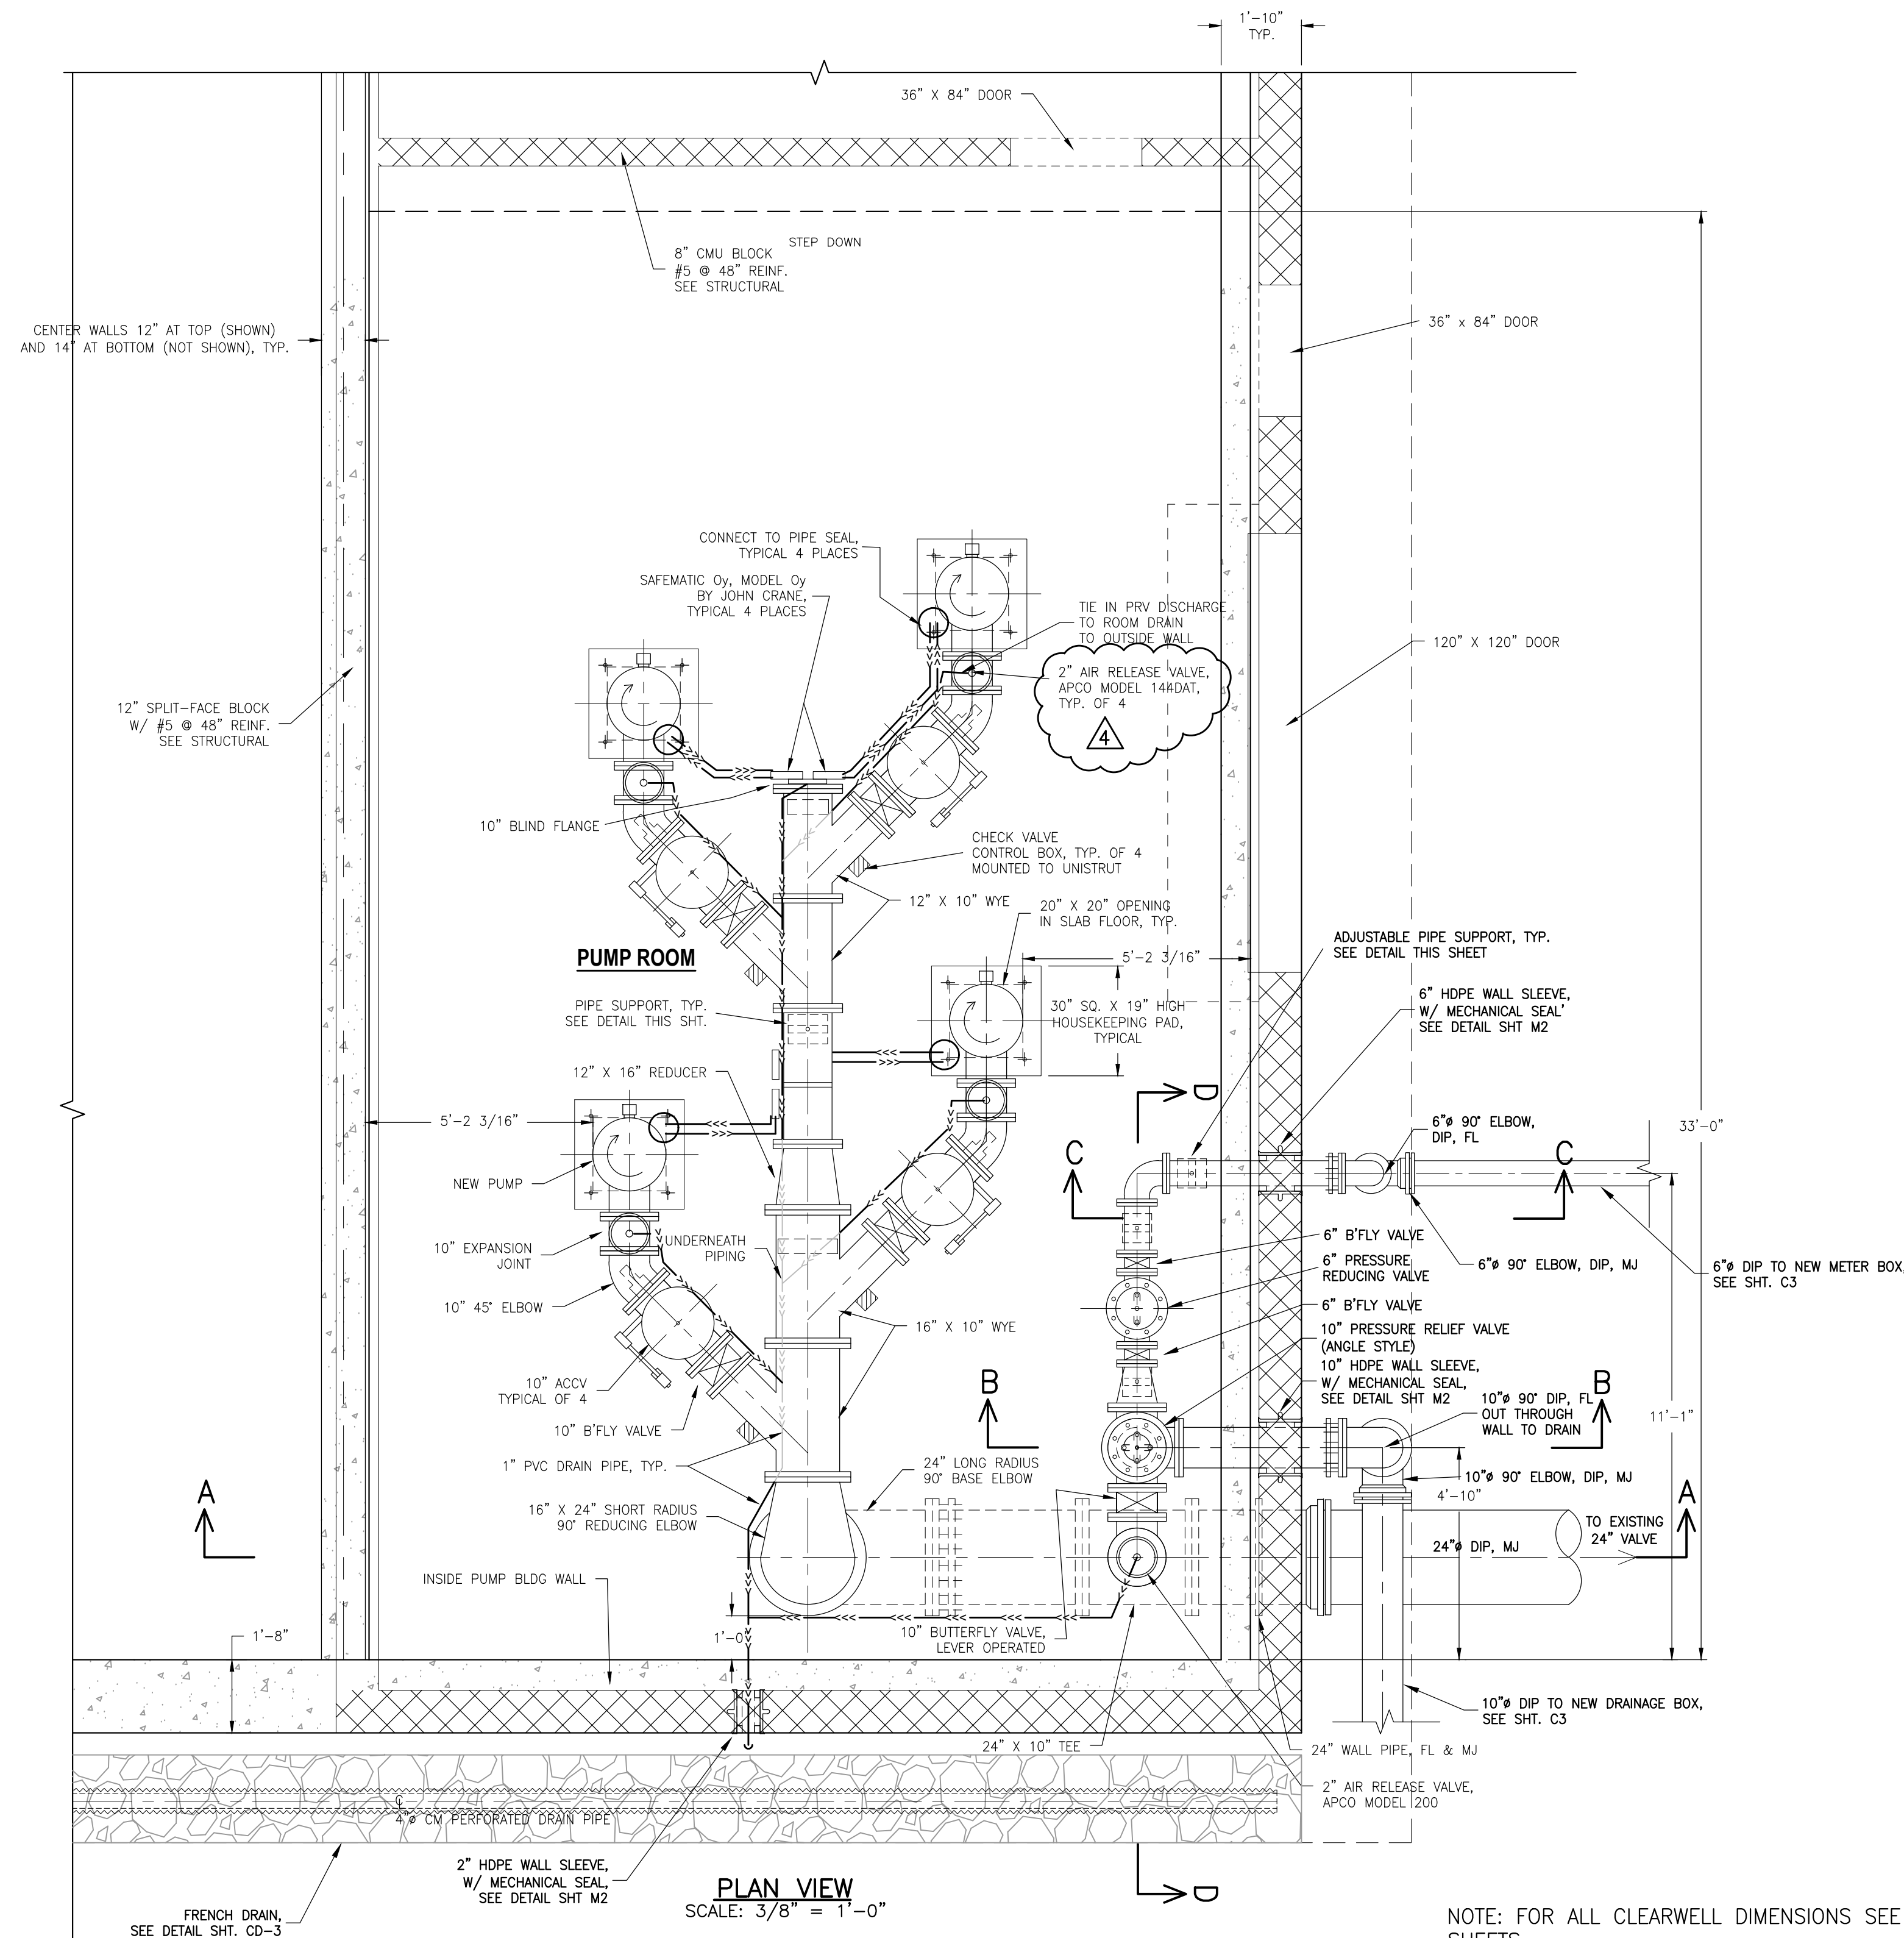 1'-10"
TYP.
36" X 84" DOOR
STEP DOWN
8" CMU BLOCK
#5 @ 48" REINF.
SEE STRUCTURAL
CENTER WALLS 12" AT TOP (SHOWN)
AND 14" AT BOTTOM (NOT SHOWN), TYP.
36" x 84" DOOR
CONNECT TO PIPE SEAL,
TYPICAL 4 PLACES
SAFEMATIC Oy, MODEL Oy
BY JOHN CRANE,
TYPICAL 4 PLACES
TIE IN PRV DISCHARGE
TO ROOM DRAIN
TO OUTSIDE WALL
120" X 120" DOOR
2" AIR RELEASE VALVE,
APCO MODEL 144DAT,
TYP. OF 4
4
12" SPLIT-FACE BLOCK
W/ #5 @ 48" REINF.
SEE STRUCTURAL
10" BLIND FLANGE
CHECK VALVE
CONTROL BOX, TYP. OF 4
MOUNTED TO UNISTRUT
12" X 10" WYE
20" X 20" OPENING
IN SLAB FLOOR, TYP.
PUMP ROOM
5'-2 3/16"
ADJUSTABLE PIPE SUPPORT, TYP.
SEE DETAIL THIS SHEET
PIPE SUPPORT, TYP.
SEE DETAIL THIS SHT.
30" SQ. X 19" HIGH
HOUSEKEEPING PAD,
TYPICAL
6" HDPE WALL SLEEVE,
W/ MECHANICAL SEAL'
SEE DETAIL SHT M2
12" X 16" REDUCER
D
5'-2 3/16"
6"ø 90° ELBOW,
DIP, FL
33'-0"
C
C
NEW PUMP
10" EXPANSION
JOINT
UNDERNEATH
PIPING
6" B'FLY VALVE
6" PRESSURE
REDUCING VALVE
6"ø 90° ELBOW, DIP, MJ
6"ø DIP TO NEW METER BOX,
SEE SHT. C3
10" 45° ELBOW
6" B'FLY VALVE
16" X 10" WYE
10" PRESSURE RELIEF VALVE
(ANGLE STYLE)
10" HDPE WALL SLEEVE,
W/ MECHANICAL SEAL,
SEE DETAIL SHT M2
10" ACCV
TYPICAL OF 4
B
B
10"ø 90° DIP, FL
OUT THROUGH
WALL TO DRAIN
11'-1"
10" B'FLY VALVE
1" PVC DRAIN PIPE, TYP.
24" LONG RADIUS
90° BASE ELBOW
10"ø 90° ELBOW, DIP, MJ
4'-10"
A
A
16" X 24" SHORT RADIUS
90° REDUCING ELBOW
TO EXISTING
24" VALVE
24"ø DIP, MJ
INSIDE PUMP BLDG WALL
1'-8"
1'-0"
10" BUTTERFLY VALVE,
LEVER OPERATED
10"ø DIP TO NEW DRAINAGE BOX,
SEE SHT. C3
24" X 10" TEE
24" WALL PIPE, FL & MJ
2" AIR RELEASE VALVE,
APCO MODEL 200
4"ø CM PERFORATED DRAIN PIPE
2" HDPE WALL SLEEVE,
W/ MECHANICAL SEAL,
SEE DETAIL SHT M2
D
PLAN VIEW
SCALE: 3/8" = 1'-0"
FRENCH DRAIN,
SEE DETAIL SHT. CD-3
NOTE: FOR ALL CLEARWELL DIMENSIONS SEE
SHEETS